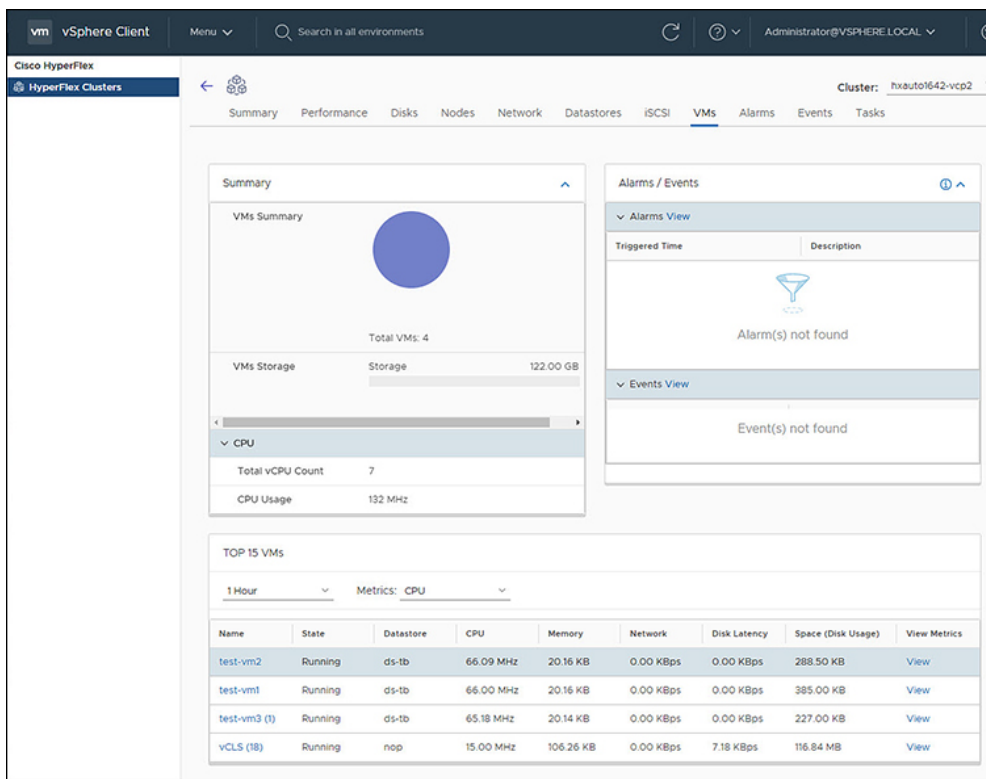 vm vSphere Client Menu Search in all environments Administrator@VSPHERE.LOCAL
Cisco HyperFlex
HyperFlex Clusters
Cluster: hxauto1642-vcp2
Summary Performance Disks Nodes Network Datastores iSCSI VMs Alarms Events Tasks
Summary
VMs Summary
Total VMs: 4
VMs Storage Storage 122.00 GB
CPU
Total vCPU Count 7
CPU Usage 132 MHz
Alarms / Events
Alarms View
Triggered Time Description
Alarm(s) not found
Events View
Event(s) not found
TOP 15 VMs
1 Hour Metrics: CPU
Name State Datastore CPU Memory Network Disk Latency Space (Disk Usage) View Metrics
test-vm2 Running ds-tb 66.09 MHz 20.16 KB 0.00 KBps 0.00 KBps 288.50 KB View
test-vm1 Running ds-tb 66.00 MHz 20.16 KB 0.00 KBps 0.00 KBps 385.00 KB View
test-vm3 (1) Running ds-tb 65.18 MHz 20.14 KB 0.00 KBps 0.00 KBps 227.00 KB View
vCLS (18) Running nop 15.00 MHz 106.26 KB 0.00 KBps 7.18 KBps 116.84 MB View